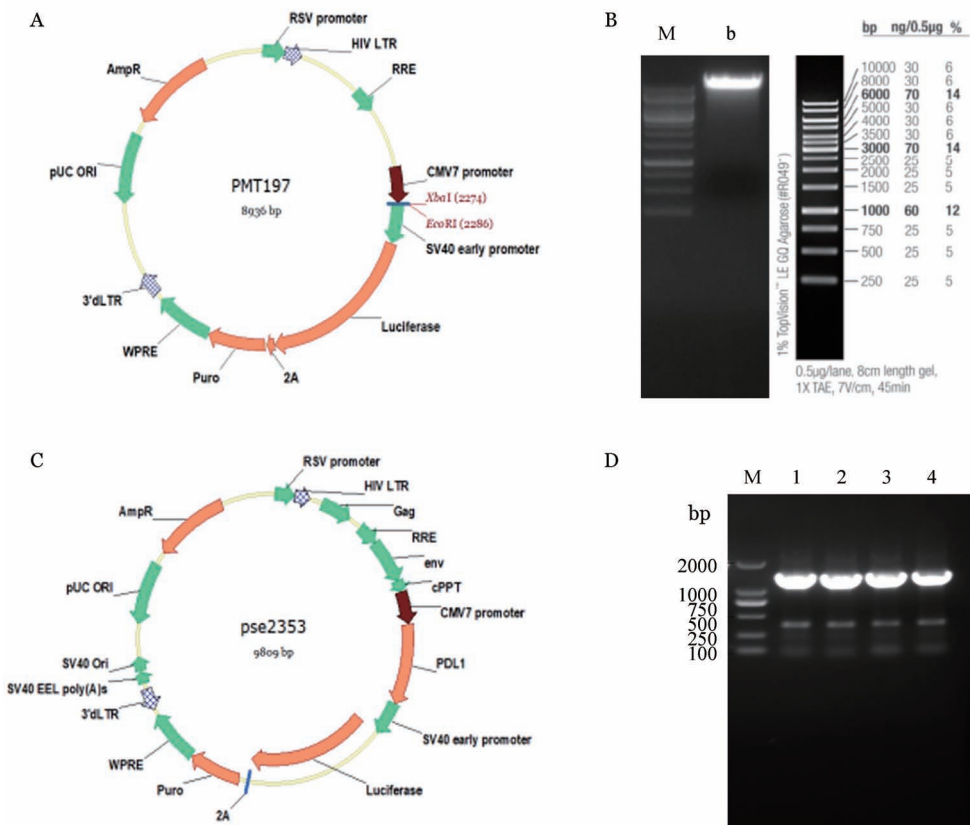 A
RSV promoter
HIV LTR
RRE
AmpR
pUC ORI
CMV7 promoter
PMT197
8936 bp
XbaI (2274)
EcoRI (2286)
SV40 early promoter
3'dLTR
Luciferase
WPRE
Puro
2A
B
M b
bp ng/0.5µg %
10000 30 6
8000 30 6
6000 70 14
5000 30 6
4000 30 6
3500 30 6
3000 70 14
2500 25 5
2000 25 5
1500 25 5
1000 60 12
750 25 5
500 25 5
250 25 5
1% TopVision™ LE GQ Agarose (#R049*)
0.5µg/lane. 8cm length gel,
1X TAE, 7V/cm, 45min
C
RSV promoter
HIV LTR
Gag
RRE
env
cPPT
CMV7 promoter
AmpR
pUC ORI
pse2353
9809 bp
PDL1
SV40 Ori
SV40 EEL poly(A)s
3'dLTR
SV40 early promoter
WPRE
Luciferase
Puro
2A
D
M 1 2 3 4
bp
2000
1000
750
500
250
100